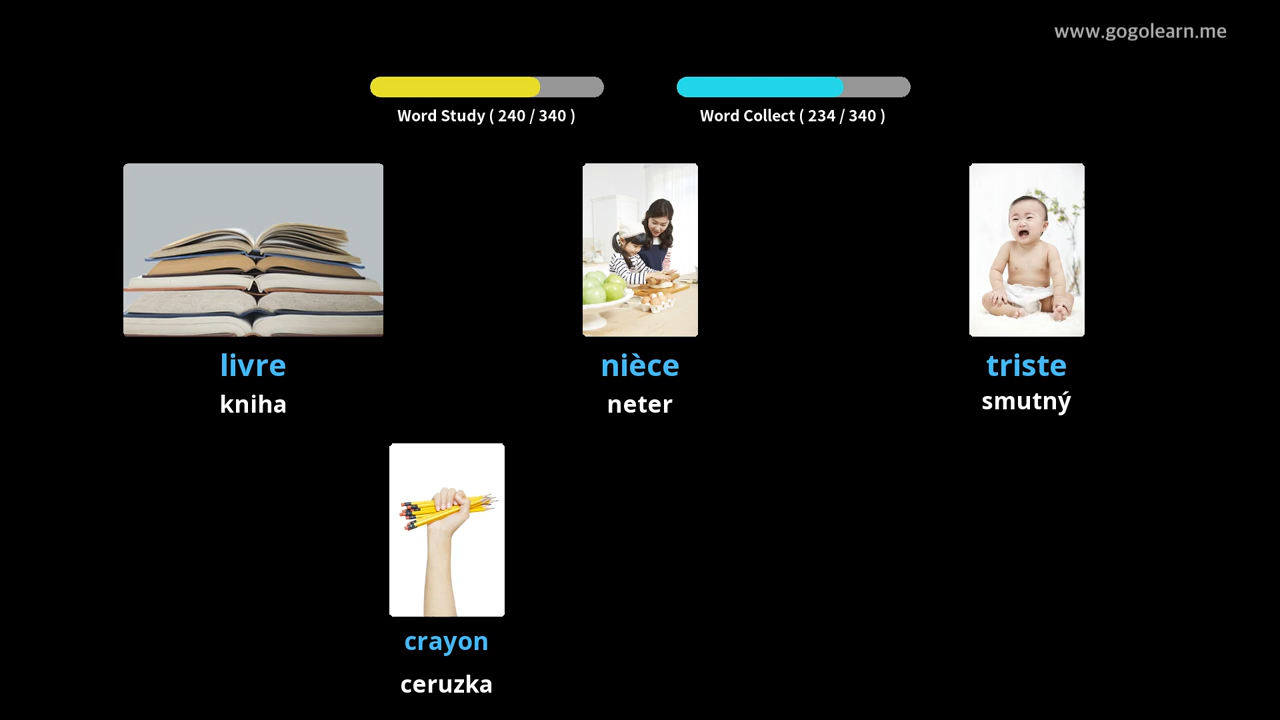 www.gogolearn.me
Word Study ( 240 / 340 )
Word Collect ( 234 / 340 )
livre
kniha
nièce
neter
triste
smutný
crayon
ceruzka